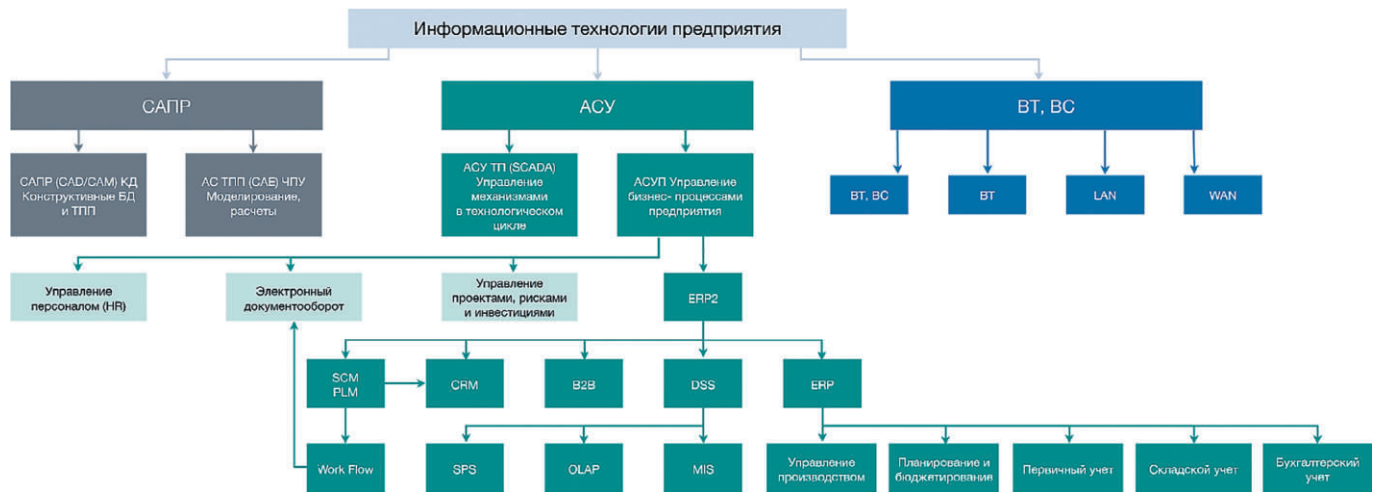 Информационные технологии предприятия
САПР
АСУ
ВТ, ВС
САПР (CAD/CAM) КД
Конструктивные БД
и ТПП
АС ТПП (CAE) ЧПУ
Моделирование,
расчеты
АСУ ТП (SCADA)
Управление
механизмами
в технологическом
цикле
АСУП Управление
бизнес- процессами
предприятия
ВТ, ВС
ВТ
LAN
WAN
Управление
персоналом (HR)
Электронный
документооборот
Управление
проектами, рисками
и инвестициями
ERP2
SCM
PLM
CRM
B2B
DSS
ERP
Work Flow
SPS
OLAP
MIS
Управление
производством
Планирование и
бюджетирование
Первичный учет
Складской учет
Бухгалтерский
учет